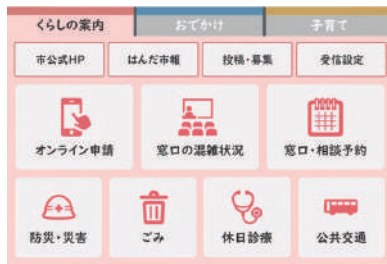 くらしの案内 おでかけ 子育て
市公式HP はんだ市報 投稿・募集 受信設定
オンライン申請 窓口の混雑状況 窓口・相談予約
防災・災害 ごみ 休日診療 公共交通